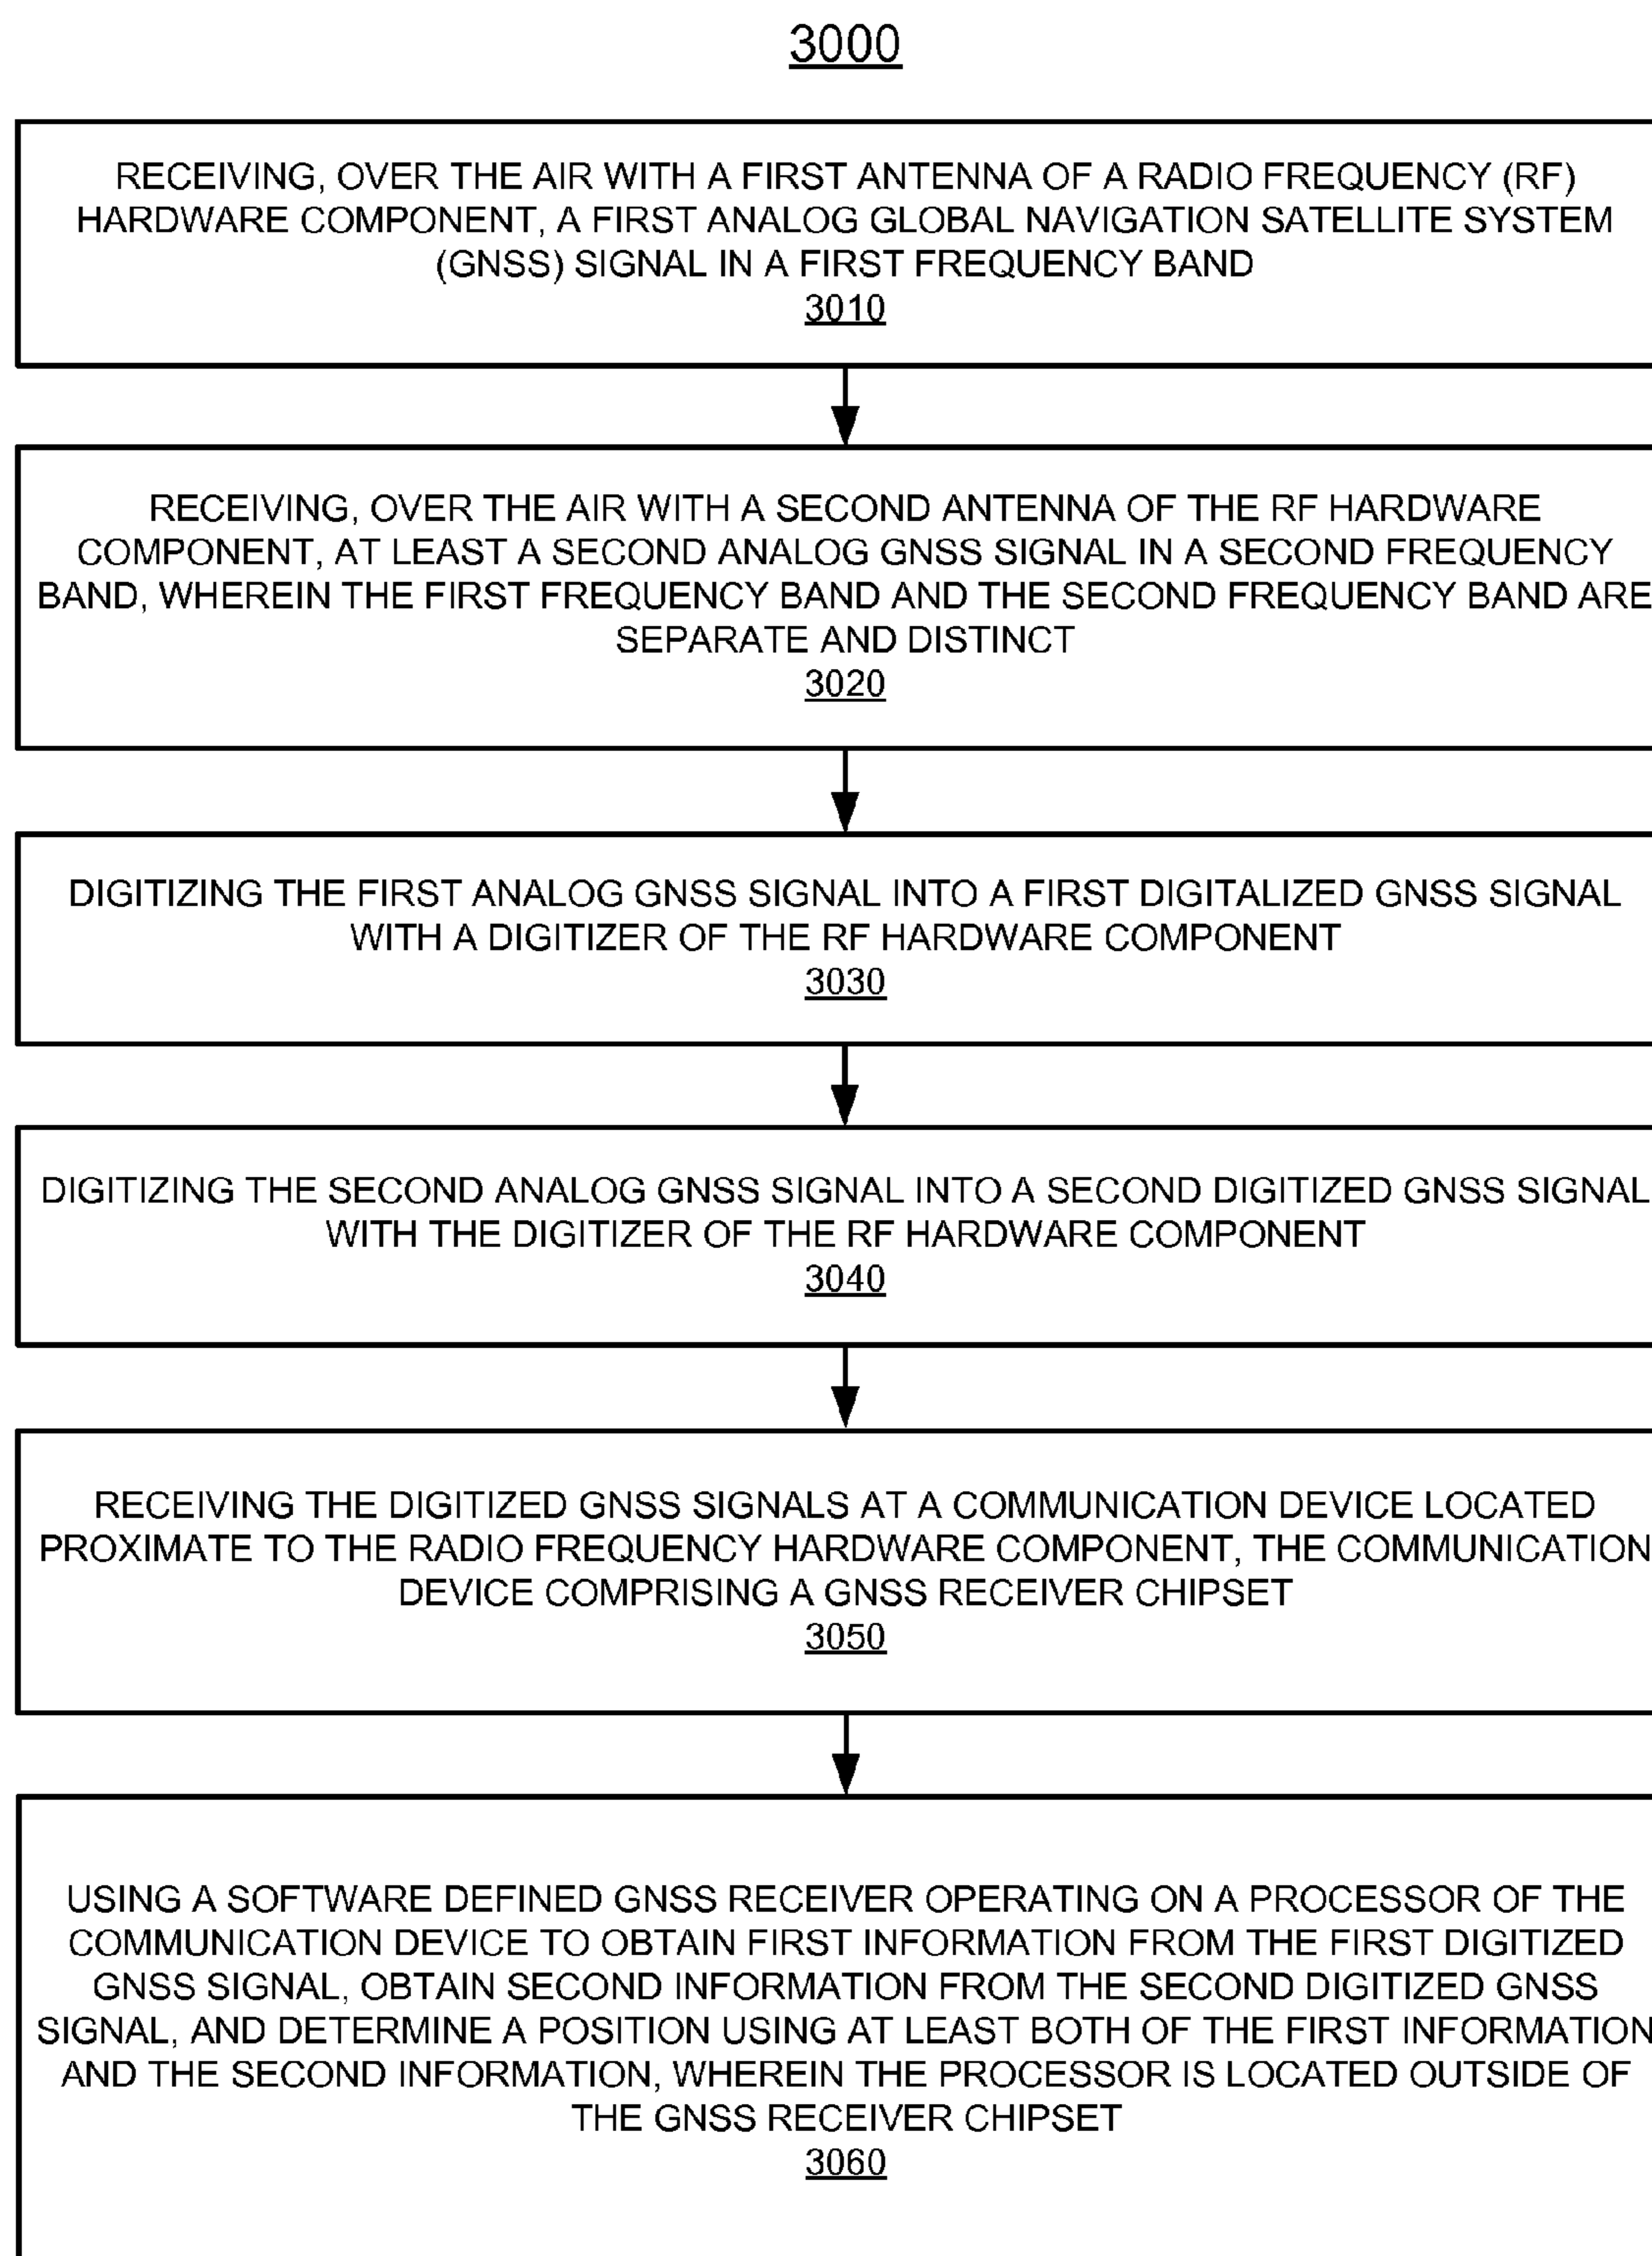 3000
RECEIVING, OVER THE AIR WITH A FIRST ANTENNA OF A RADIO FREQUENCY (RF)
HARDWARE COMPONENT, A FIRST ANALOG GLOBAL NAVIGATION SATELLITE SYSTEM
(GNSS) SIGNAL IN A FIRST FREQUENCY BAND
3010
RECEIVING, OVER THE AIR WITH A SECOND ANTENNA OF THE RF HARDWARE
COMPONENT, AT LEAST A SECOND ANALOG GNSS SIGNAL IN A SECOND FREQUENCY
BAND, WHEREIN THE FIRST FREQUENCY BAND AND THE SECOND FREQUENCY BAND ARE
SEPARATE AND DISTINCT
3020
DIGITIZING THE FIRST ANALOG GNSS SIGNAL INTO A FIRST DIGITALIZED GNSS SIGNAL
WITH A DIGITIZER OF THE RF HARDWARE COMPONENT
3030
DIGITIZING THE SECOND ANALOG GNSS SIGNAL INTO A SECOND DIGITIZED GNSS SIGNAL
WITH THE DIGITIZER OF THE RF HARDWARE COMPONENT
3040
RECEIVING THE DIGITIZED GNSS SIGNALS AT A COMMUNICATION DEVICE LOCATED
PROXIMATE TO THE RADIO FREQUENCY HARDWARE COMPONENT, THE COMMUNICATION
DEVICE COMPRISING A GNSS RECEIVER CHIPSET
3050
USING A SOFTWARE DEFINED GNSS RECEIVER OPERATING ON A PROCESSOR OF THE
COMMUNICATION DEVICE TO OBTAIN FIRST INFORMATION FROM THE FIRST DIGITIZED
GNSS SIGNAL, OBTAIN SECOND INFORMATION FROM THE SECOND DIGITIZED GNSS
SIGNAL, AND DETERMINE A POSITION USING AT LEAST BOTH OF THE FIRST INFORMATION
AND THE SECOND INFORMATION, WHEREIN THE PROCESSOR IS LOCATED OUTSIDE OF
THE GNSS RECEIVER CHIPSET
3060